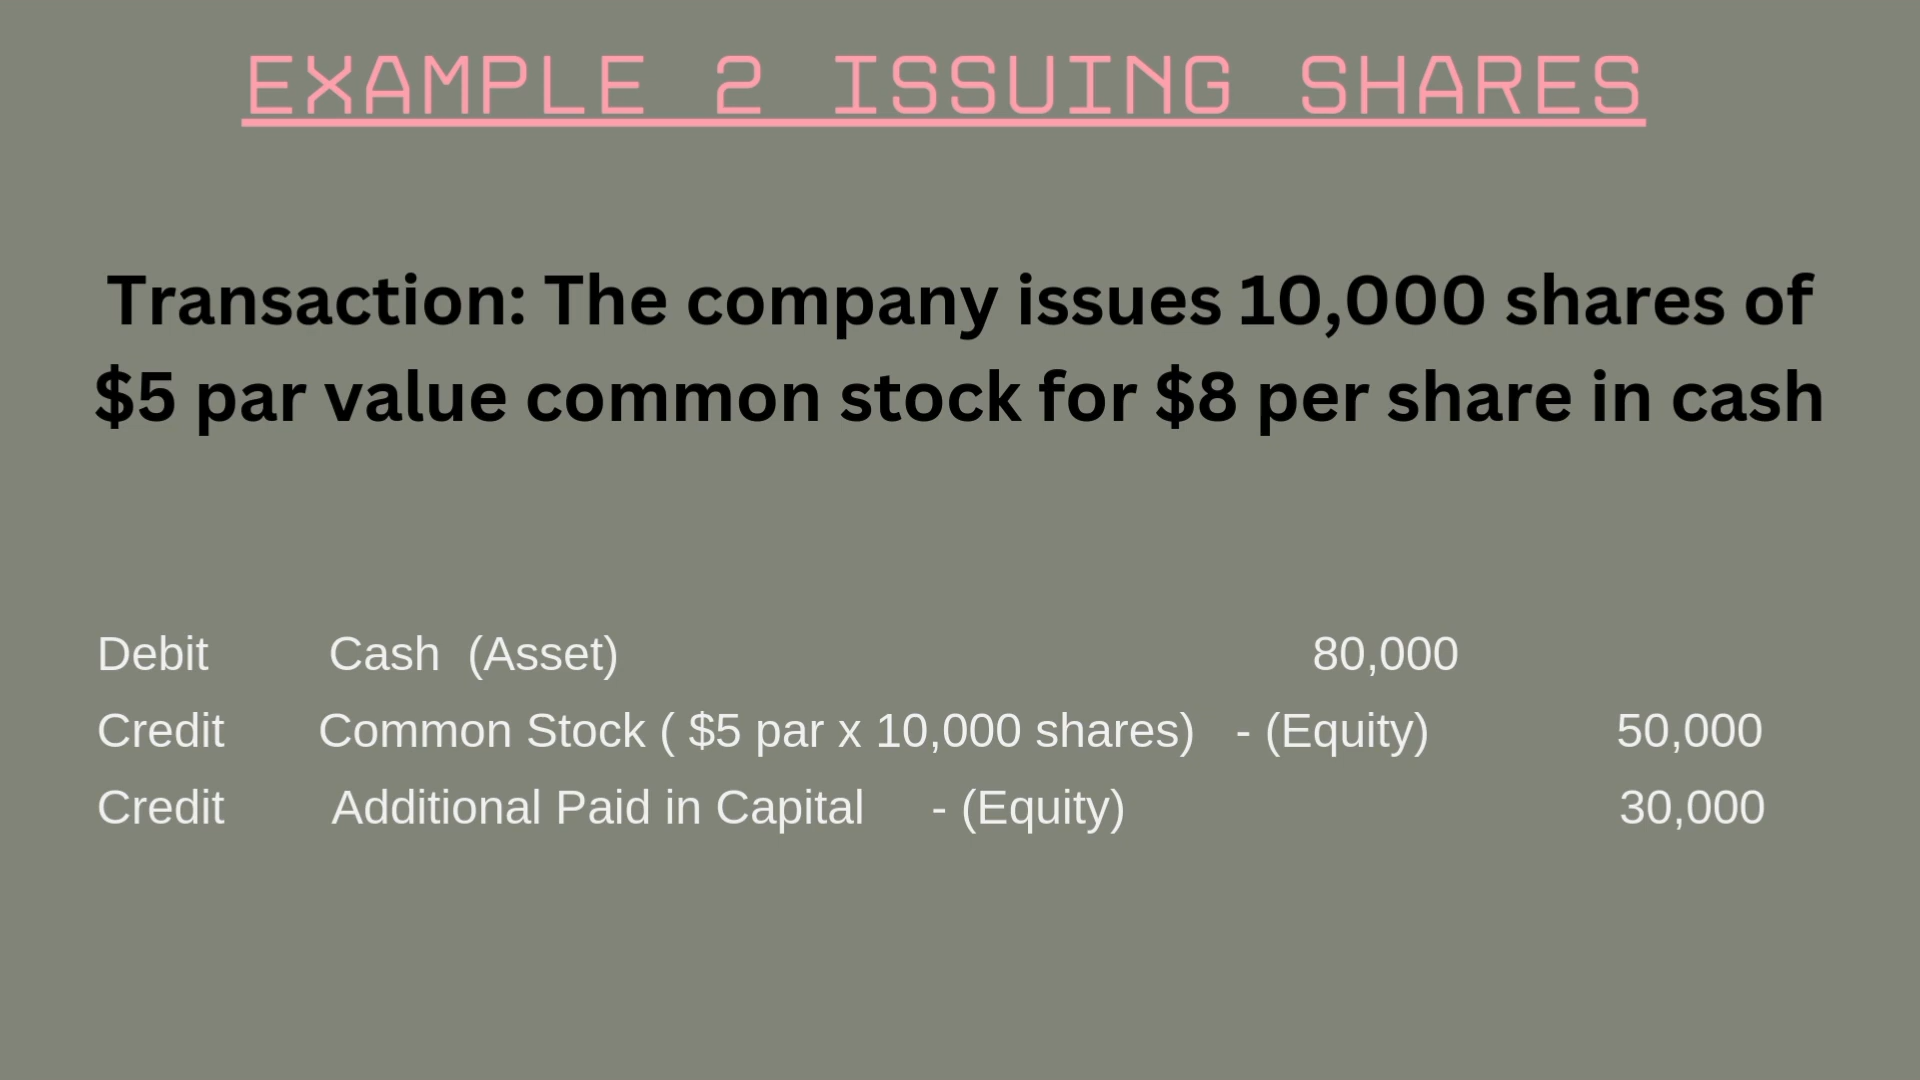 EXAMPLE 2 ISSUING SHARES
Transaction: The company issues 10,000 shares of
$5 par value common stock for $8 per share in cash
Debit Cash (Asset) 80,000
Credit Common Stock ( $5 par x 10,000 shares) - (Equity) 50,000
Credit Additional Paid in Capital - (Equity) 30,000